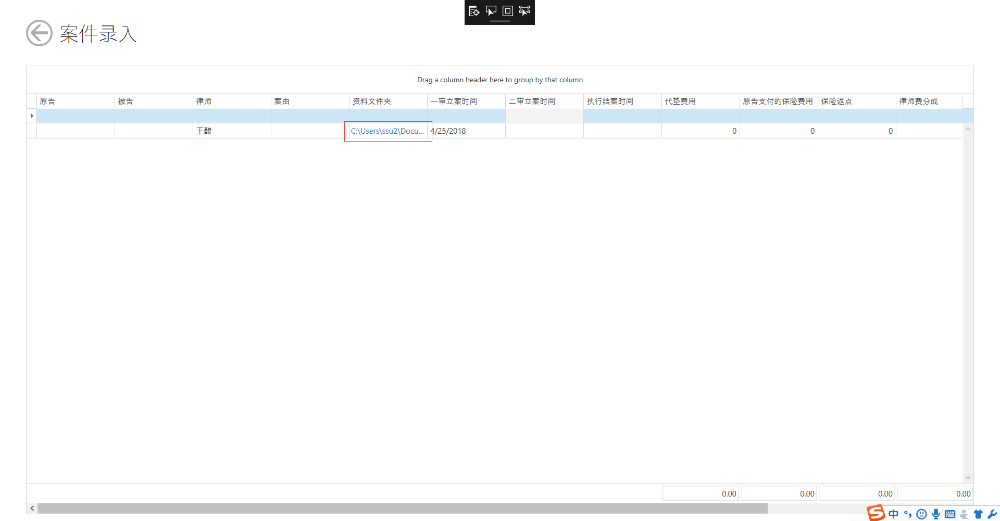 案件录入
Drag a column header here to group by that column
原告 被告 律师 案由 资料文件夹 一审立案时间 二审立案时间 执行结案时间 代垫费用 原告支付的保险费用 保险返点 律师费分成
王酿 C:\Users\ssu2\Docu... 4/25/2018 0 0 0
0.00 0.00 0.00 0.00
中